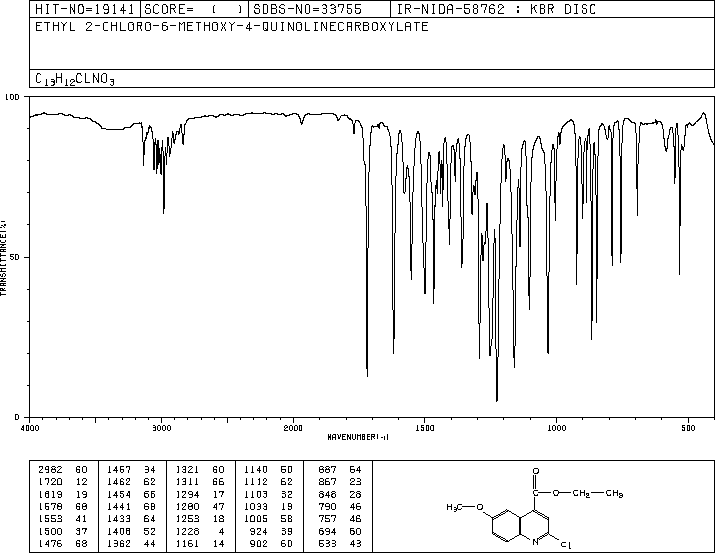 HIT-NO=19141 SCORE= ( ) SDBS-NO=33755 IR-NIDA-58762 : KBR DISC
ETHYL 2-CHLORO-6-METHOXY-4-QUINOLINECARBOXYLATE
C13H12CLNO3
100
50
0
TRANSMITTANCE(%)
4000 3000 2000 1500 1000 500
WAVENUMBER(-1)
2982 60 1467 34 1321 60 1140 50 887 64
1720 12 1462 62 1311 66 1112 62 867 23
1619 19 1454 66 1294 17 1103 32 848 28
1578 68 1441 68 1280 47 1033 19 790 46
1553 41 1433 64 1253 18 1005 58 757 46
1500 37 1408 52 1228 4 924 39 694 60
1476 68 1362 44 1161 14 902 60 533 43
O
C
O
CH2
CH3
H3C
O
N
Cl